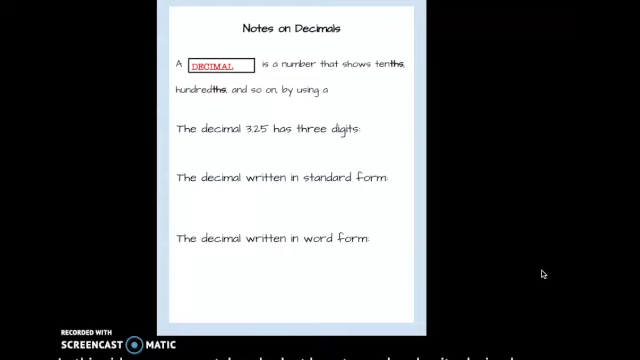 Notes on Decimals
A DECIMAL is a number that shows tenths,
hundredths, and so on, by using a
The decimal 3.25 has three digits:
The decimal written in standard form:
The decimal written in word form:
RECORDED WITH
SCREENCAST MATIC